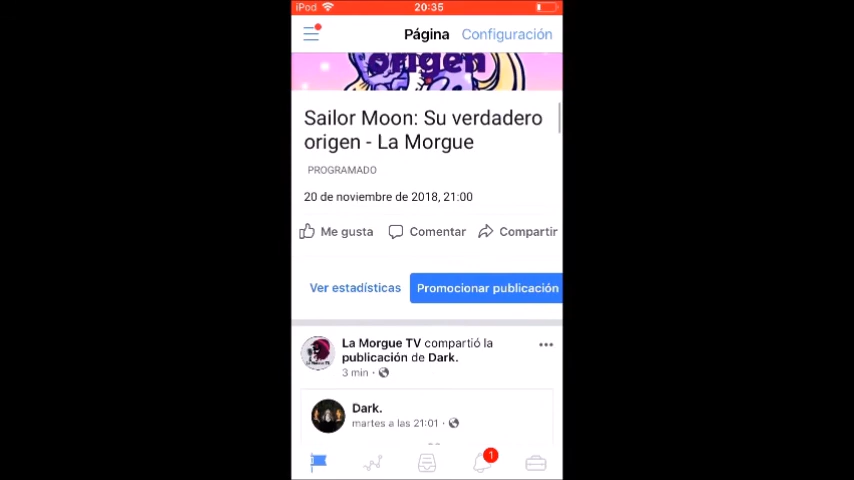 iPod 20:35
Página Configuración
origen
Sailor Moon: Su verdadero
origen - La Morgue
PROGRAMADO
20 de noviembre de 2018, 21:00
Me gusta Comentar Compartir
Ver estadísticas Promocionar publicación
La Morgue TV compartió la
publicación de Dark.
3 min ·
Dark.
martes a las 21:01 ·
1